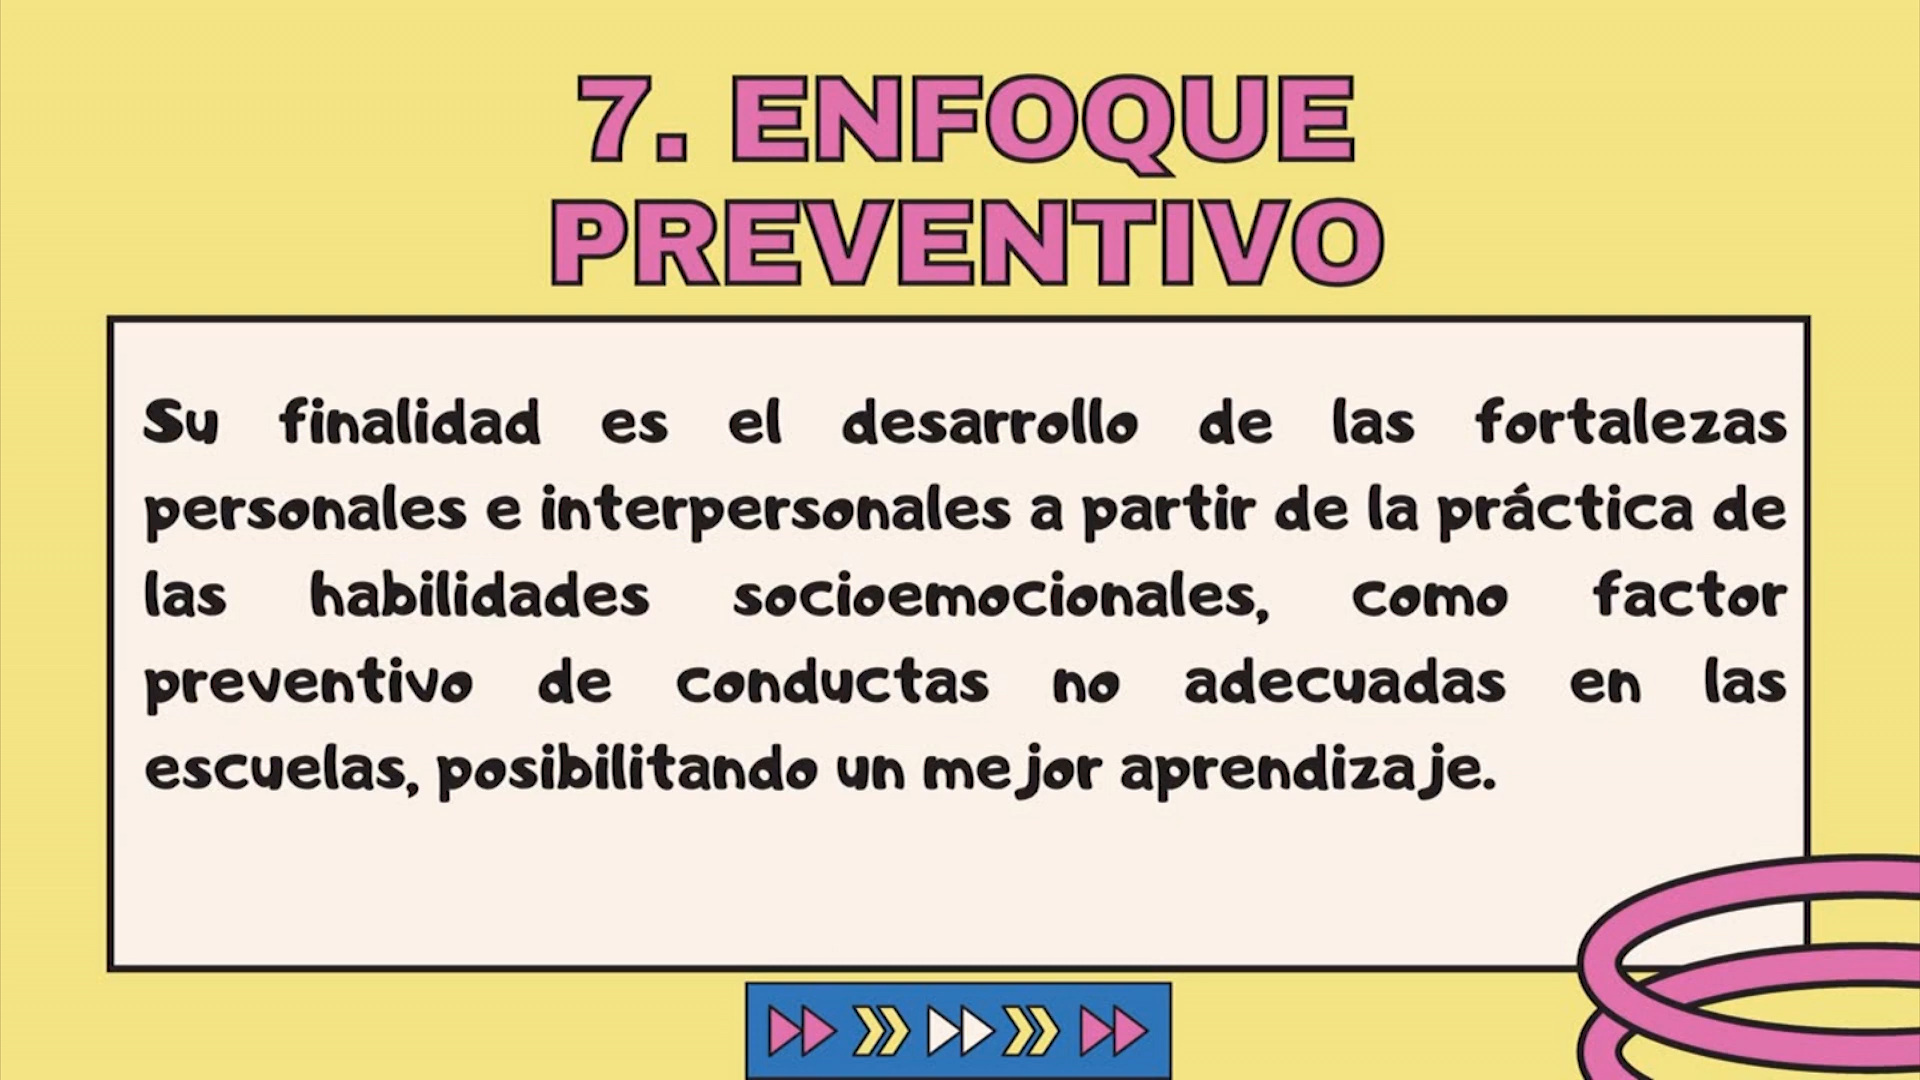 7. ENFOQUE
PREVENTIVO
Su finalidad es el desarrollo de las fortalezas
personales e interpersonales a partir de la práctica de
las habilidades socioemocionales, como factor
preventivo de conductas no adecuadas en las
escuelas, posibilitando un mejor aprendizaje.